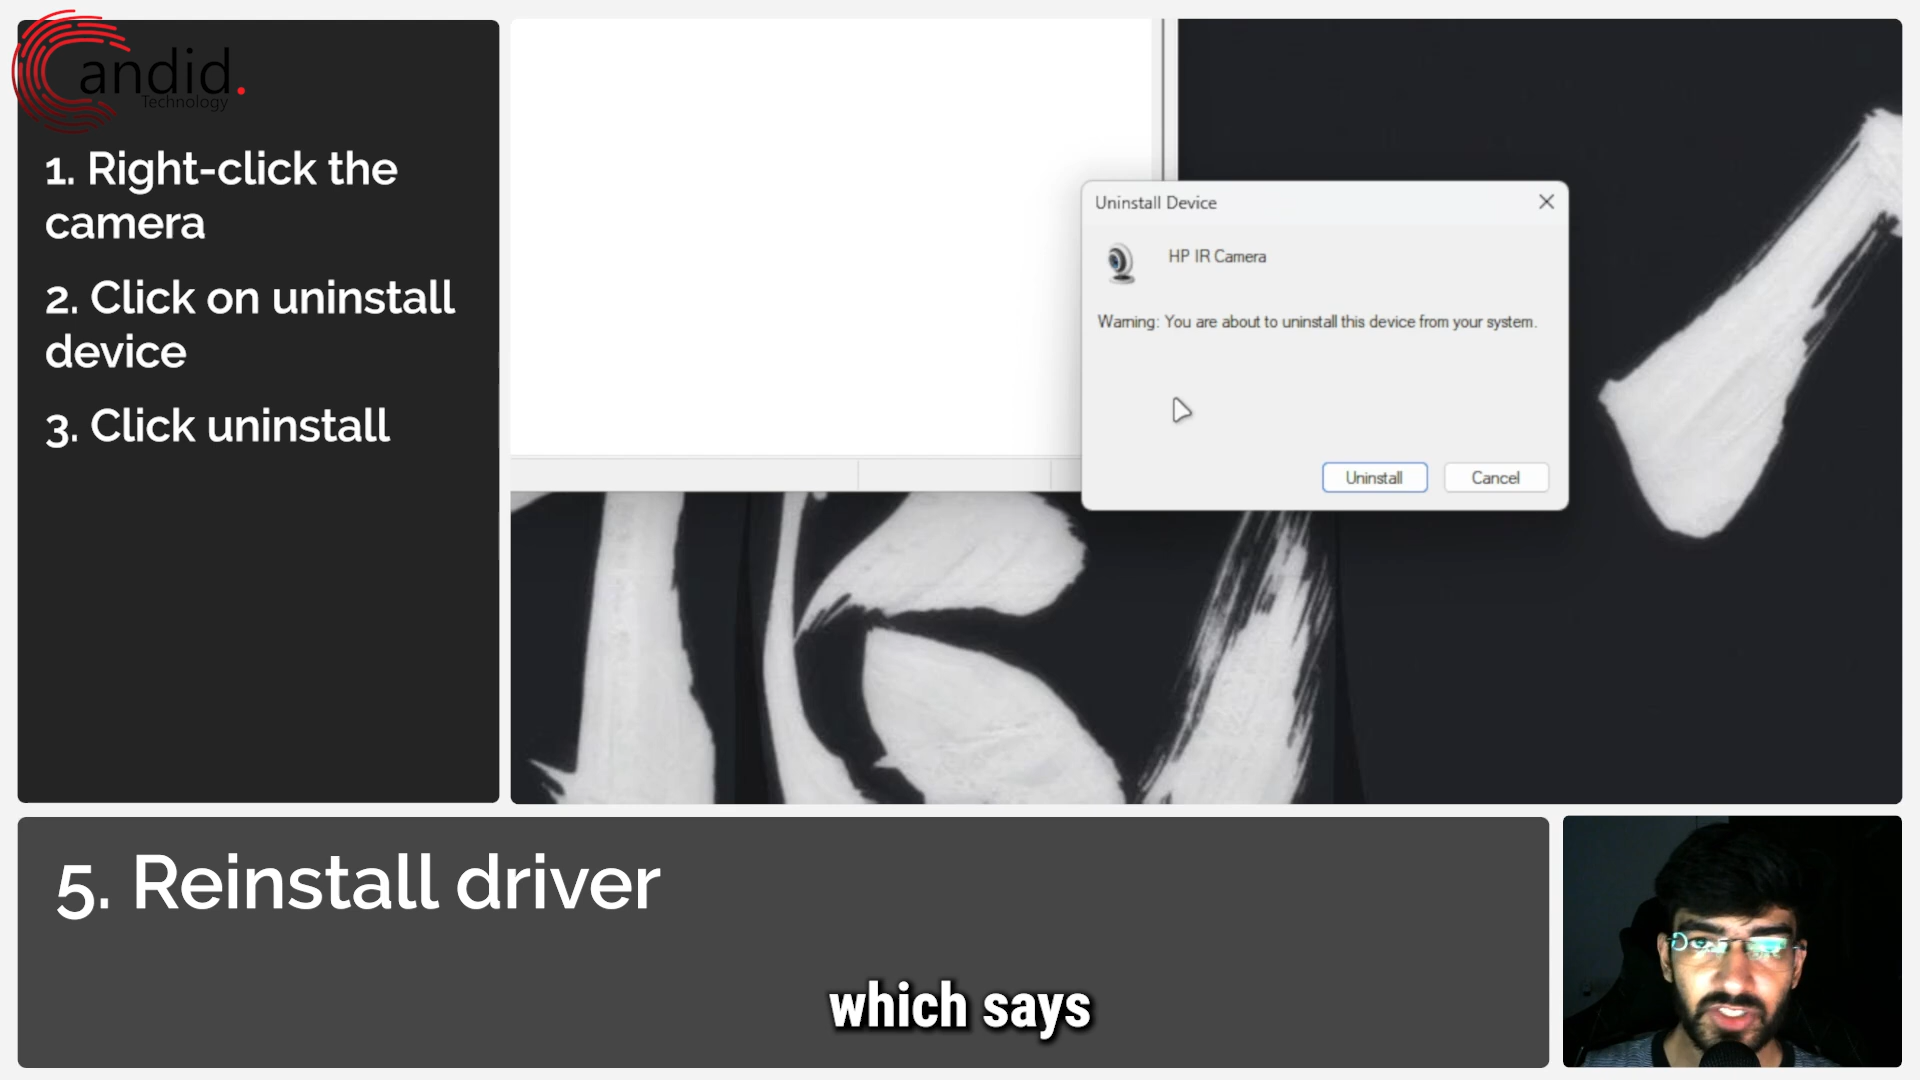 andid.
Technology
1. Right-click the
camera
2. Click on uninstall
device
3. Click uninstall
Uninstall Device
HP IR Camera
Warning: You are about to uninstall this device from your system.
Uninstall
Cancel
5. Reinstall driver
which says